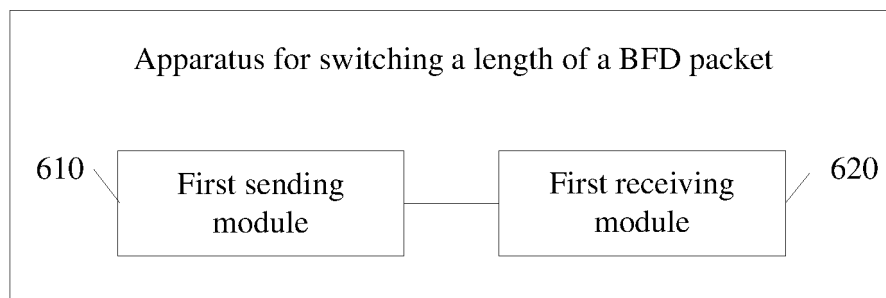 Apparatus for switching a length of a BFD packet
610
First sending
module
First receiving
module
620